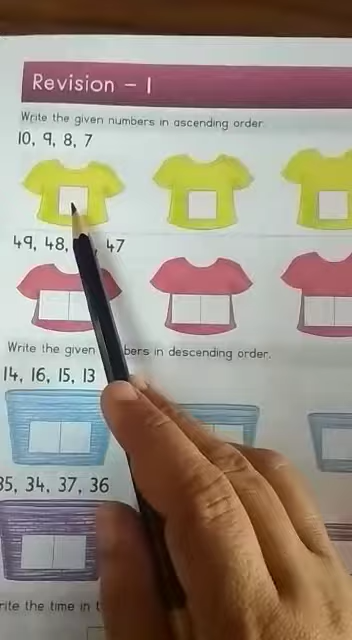 Revision - 1
Write the given numbers in ascending order.
10, 9, 8, 7
49, 48, , 47
Write the given bers in descending order.
14, 16, 15, 13
35, 34, 37, 36
rite the time in t